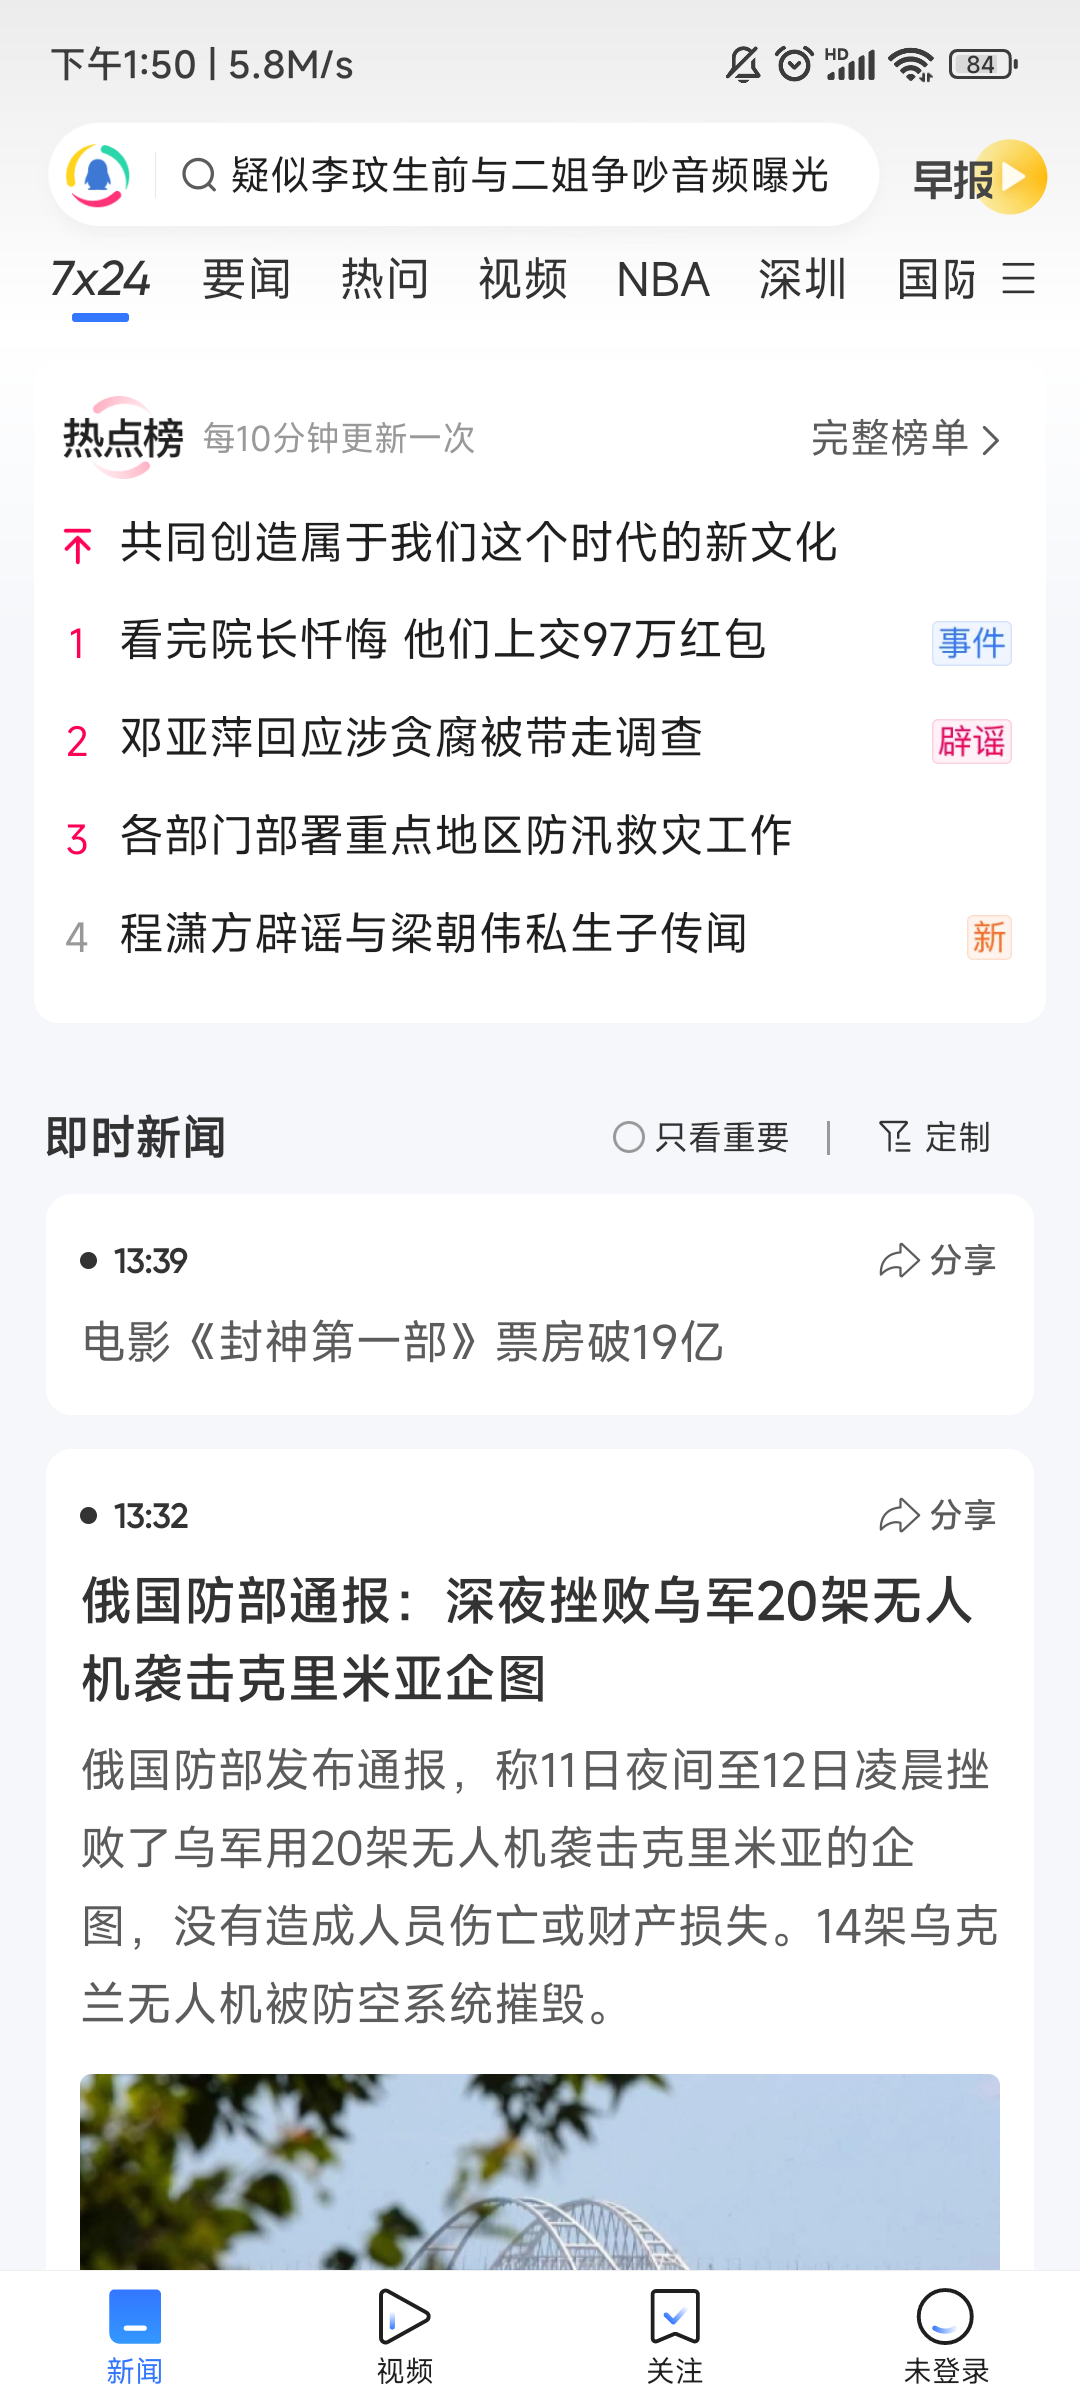 下午1:50 | 5.8M/s
HD
84
疑似李玟生前与二姐争吵音频曝光
早报
7x24 要闻 热问 视频 NBA 深圳 国际
热点榜 每10分钟更新一次 完整榜单
共同创造属于我们这个时代的新文化
1 看完院长忏悔 他们上交97万红包 事件
2 邓亚萍回应涉贪腐被带走调查 辟谣
3 各部门部署重点地区防汛救灾工作
4 程潇方辟谣与梁朝伟私生子传闻 新
即时新闻 只看重要 | 定制
13:39 分享
电影《封神第一部》票房破19亿
13:32 分享
俄国防部通报：深夜挫败乌军20架无人
机袭击克里米亚企图
俄国防部发布通报，称11日夜间至12日凌晨挫
败了乌军用20架无人机袭击克里米亚的企
图，没有造成人员伤亡或财产损失。14架乌克
兰无人机被防空系统摧毁。
新闻 视频 关注 未登录